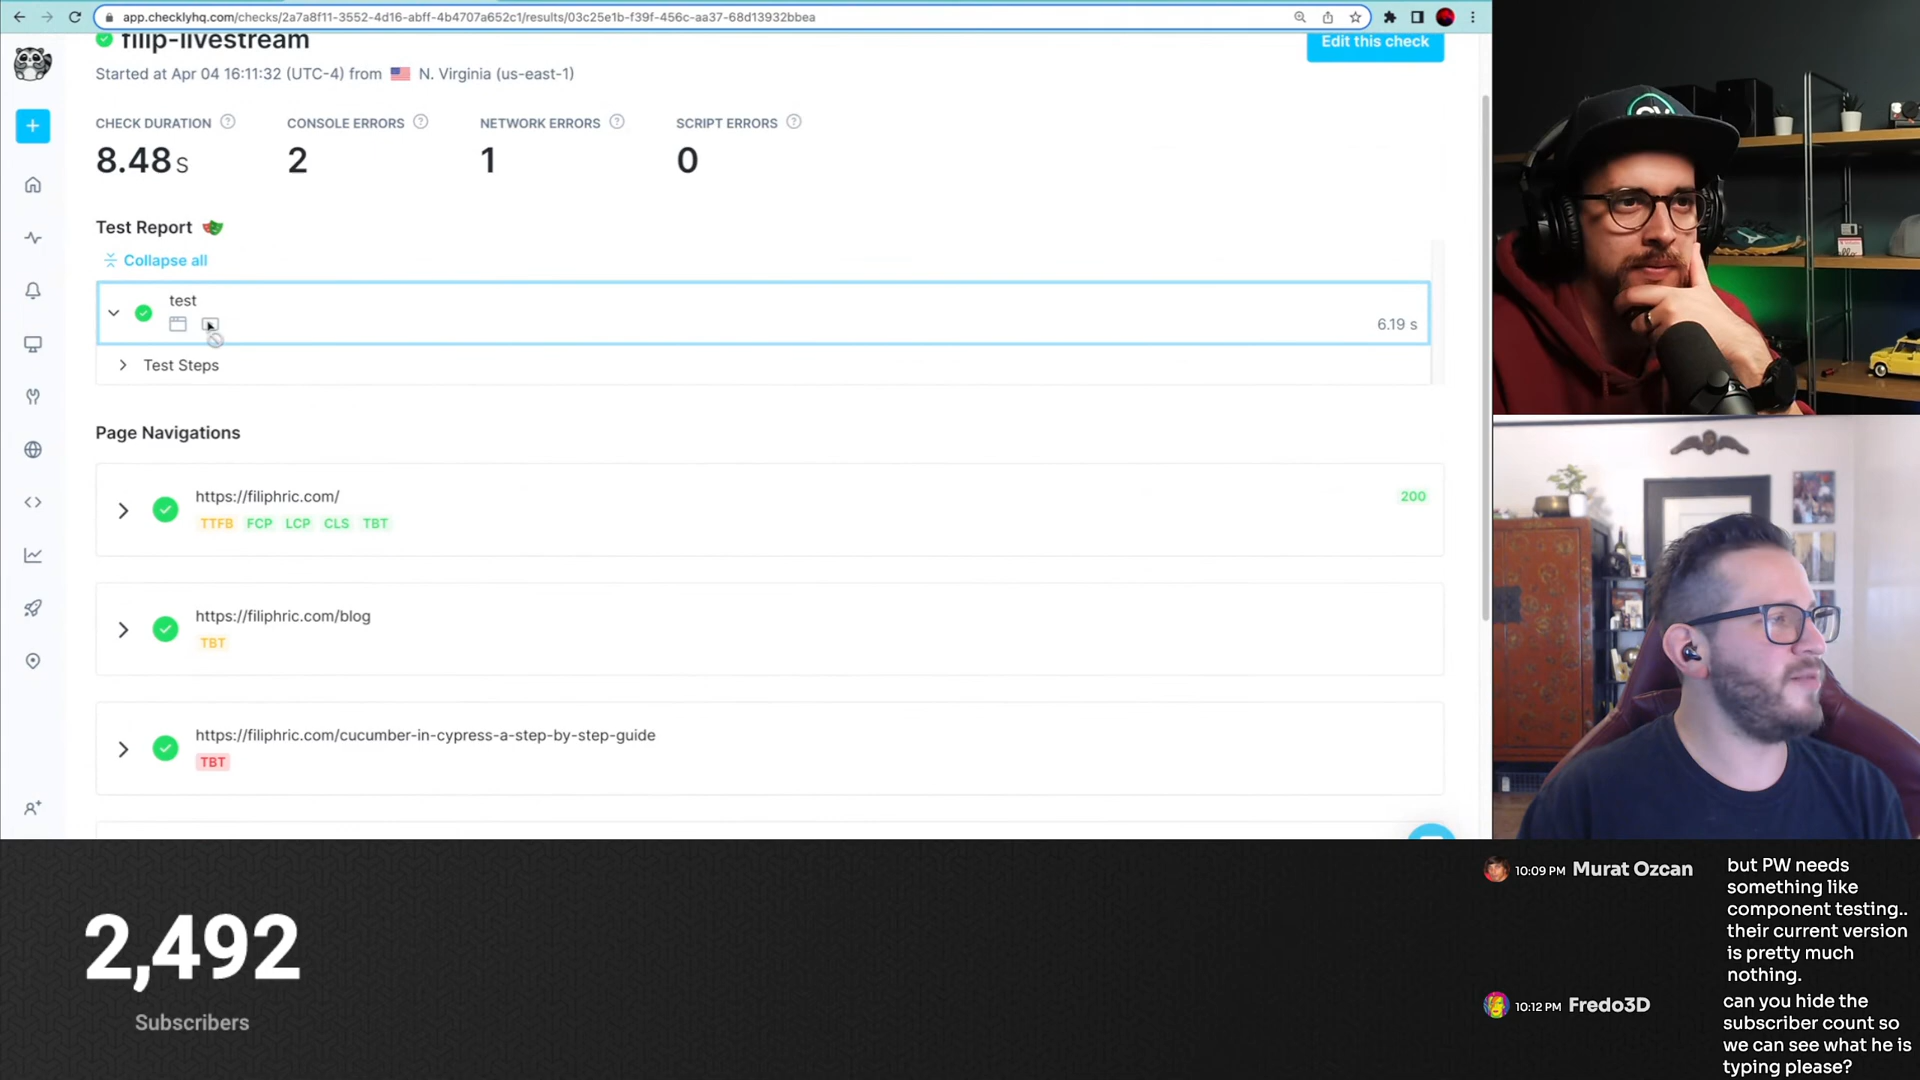 app.checklyhq.com/checks/2a7a8f11-3552-4d16-abff-4b4707a652c1/results/03c25e1b-f39f-456c-aa37-68d13932bbea
filip-livestream
Edit this check
Started at Apr 04 16:11:32 (UTC-4) from N. Virginia (us-east-1)
CHECK DURATION
CONSOLE ERRORS
NETWORK ERRORS
SCRIPT ERRORS
8.48 s
2
1
0
Test Report
Collapse all
test
6.19 s
Test Steps
Page Navigations
https://filiphric.com/
200
TTFB FCP LCP CLS TBT
https://filiphric.com/blog
TBT
https://filiphric.com/cucumber-in-cypress-a-step-by-step-guide
TBT
2,492
Subscribers
10:09 PM Murat Ozcan
but PW needs
something like
component testing..
their current version
is pretty much
nothing.
10:12 PM Fredo3D
can you hide the
subscriber count so
we can see what he is
typing please?